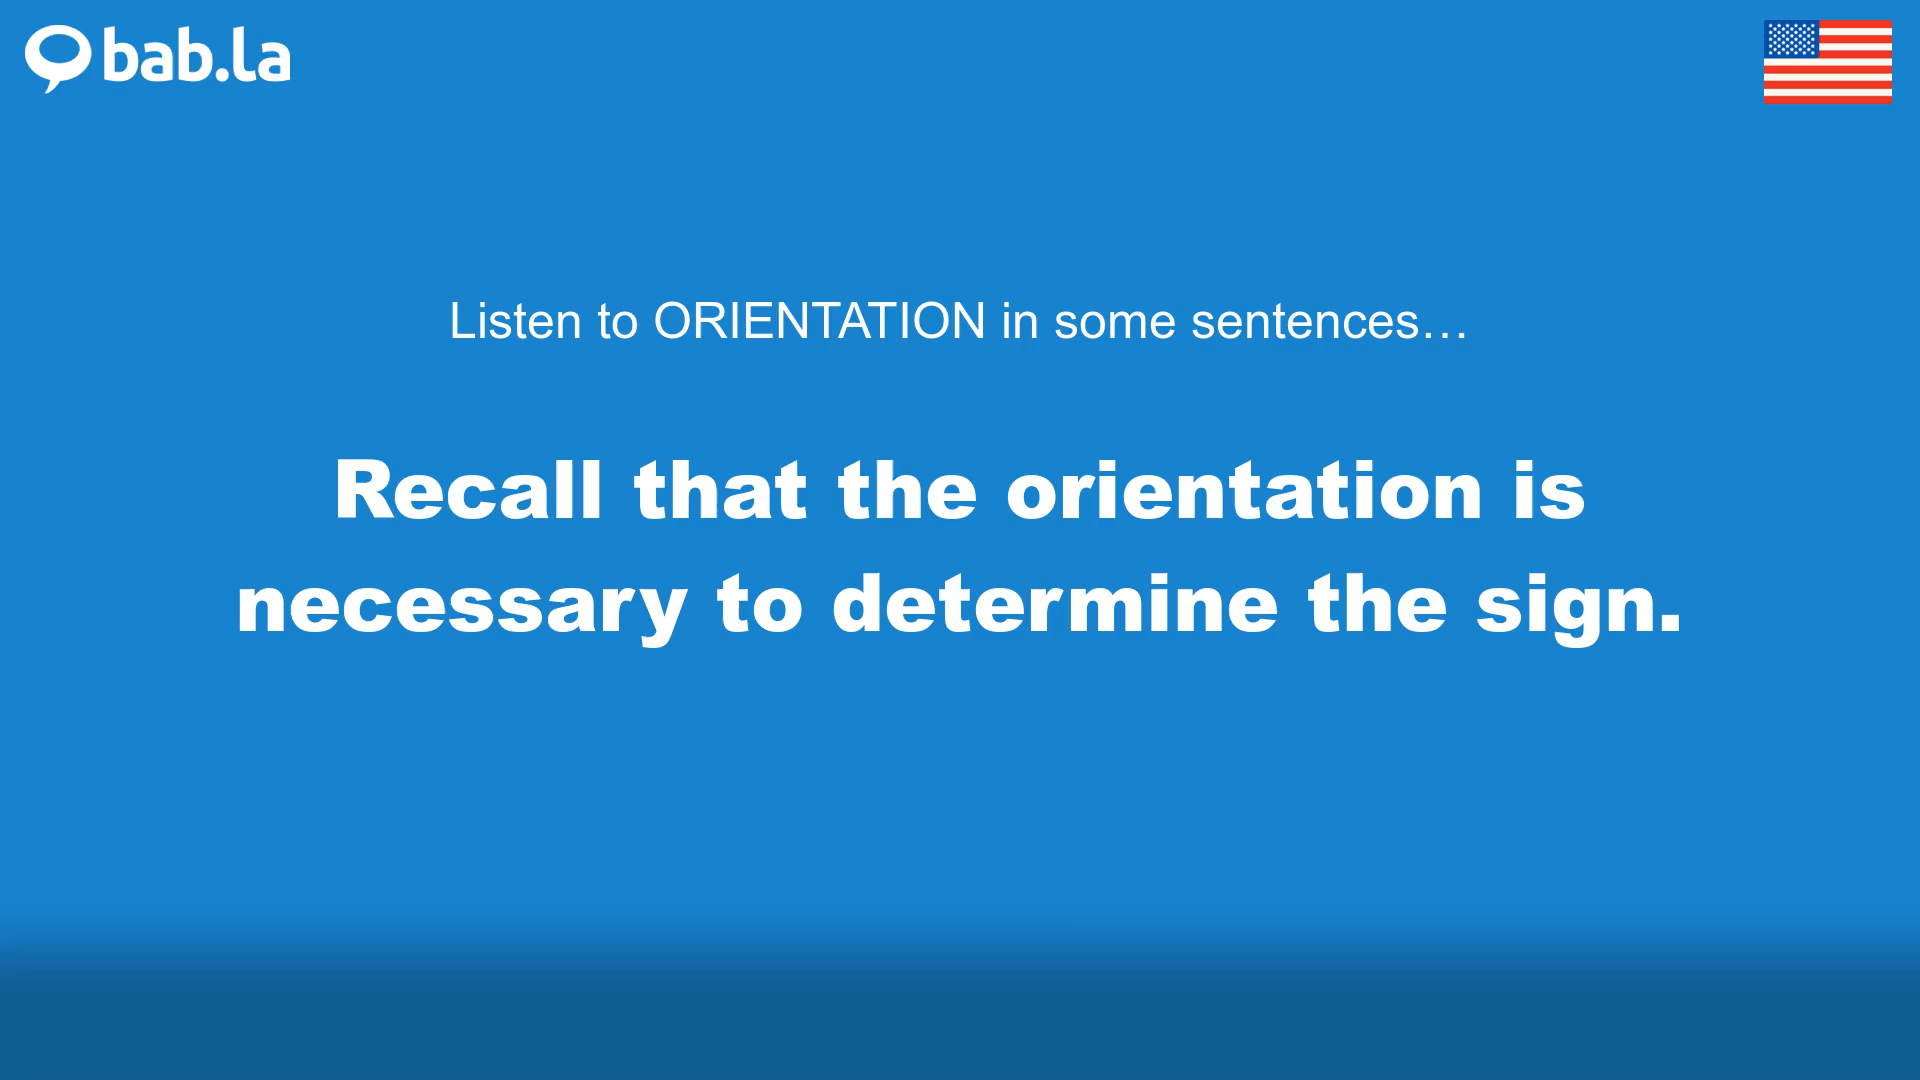 bab.la
Listen to ORIENTATION in some sentences…
Recall that the orientation is
necessary to determine the sign.